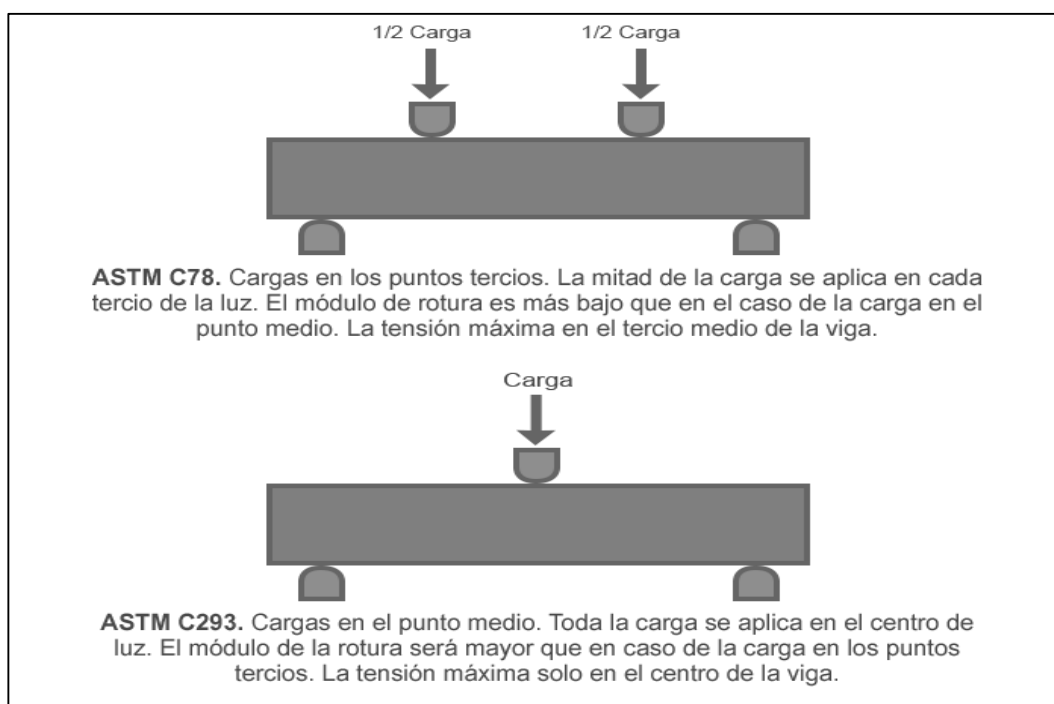 1/2 Carga 1/2 Carga
ASTM C78. Cargas en los puntos tercios. La mitad de la carga se aplica en cada
tercio de la luz. El módulo de rotura es más bajo que en el caso de la carga en el
punto medio. La tensión máxima en el tercio medio de la viga.
Carga
ASTM C293. Cargas en el punto medio. Toda la carga se aplica en el centro de
luz. El módulo de la rotura será mayor que en caso de la carga en los puntos
tercios. La tensión máxima solo en el centro de la viga.